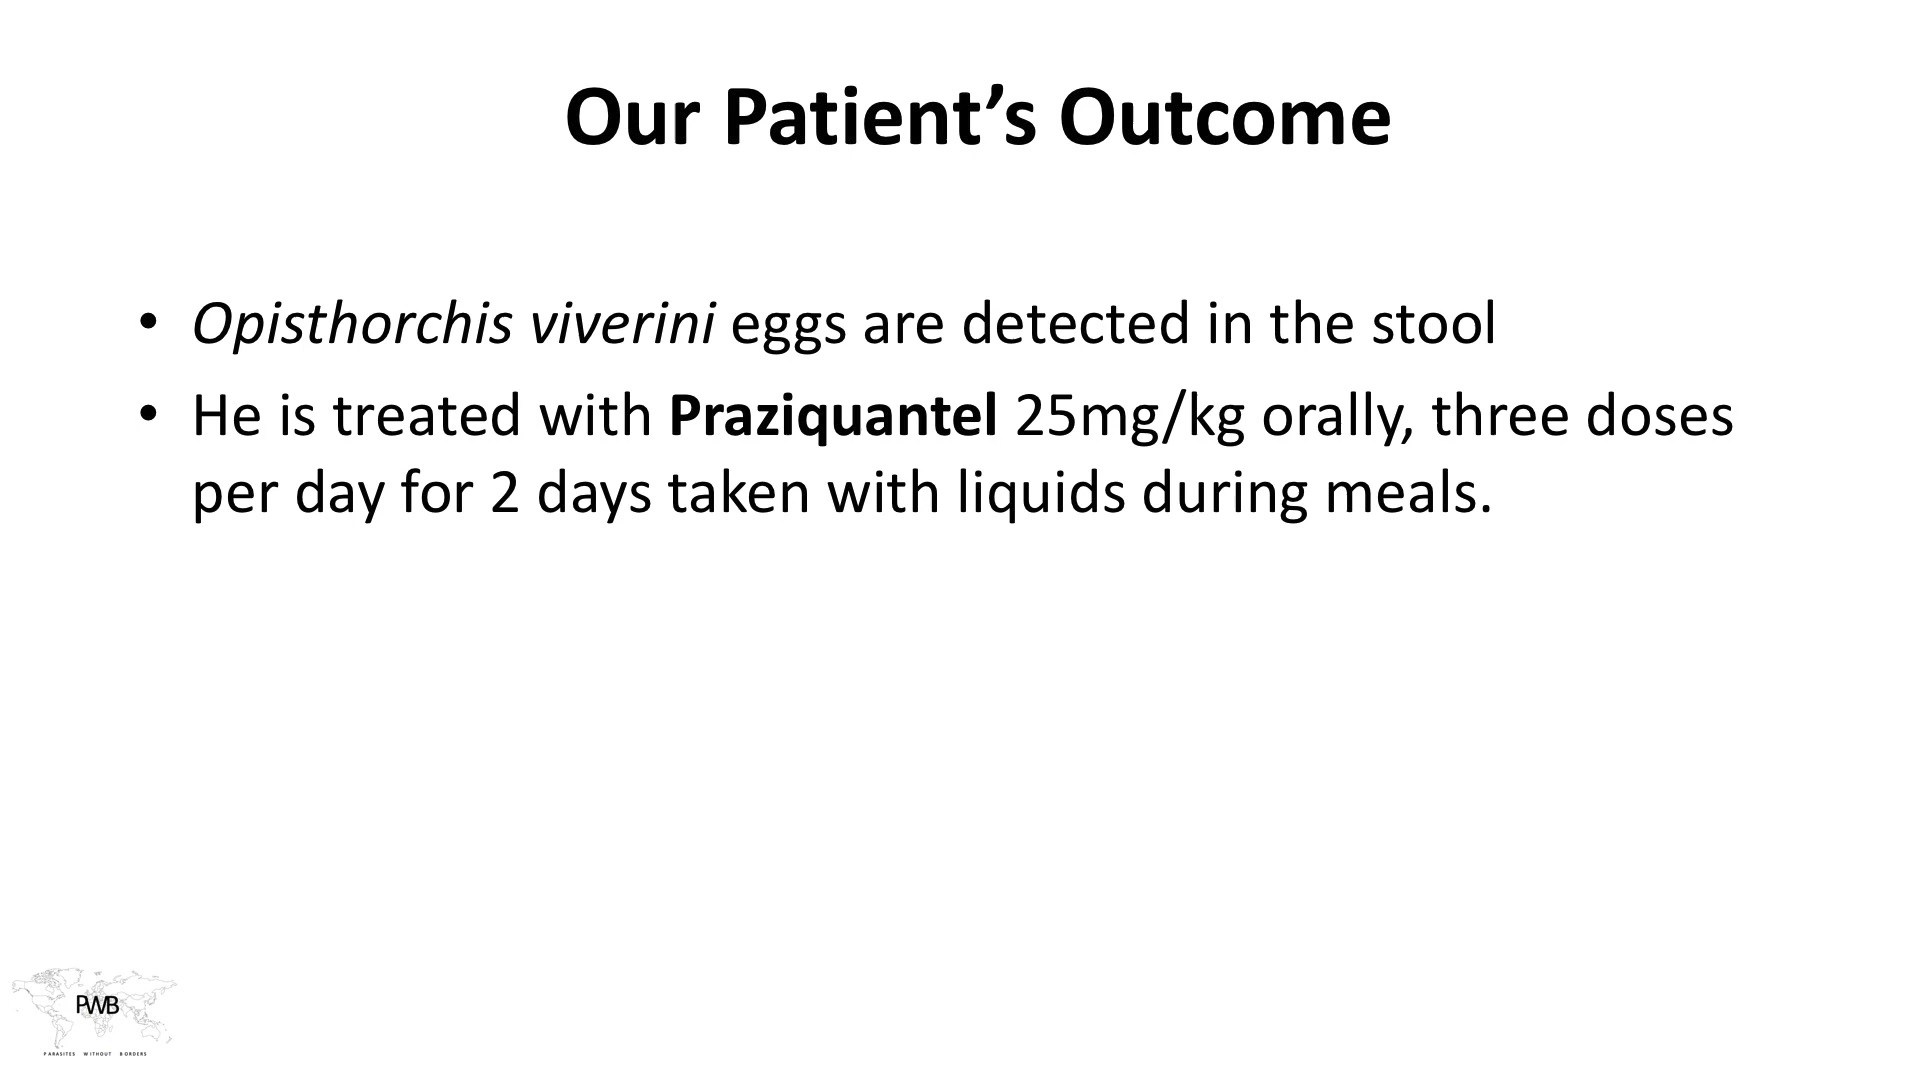 Our Patient’s Outcome
• Opisthorchis viverini eggs are detected in the stool
• He is treated with Praziquantel 25mg/kg orally, three doses
per day for 2 days taken with liquids during meals.
PWB
PARASITES WITHOUT BORDERS